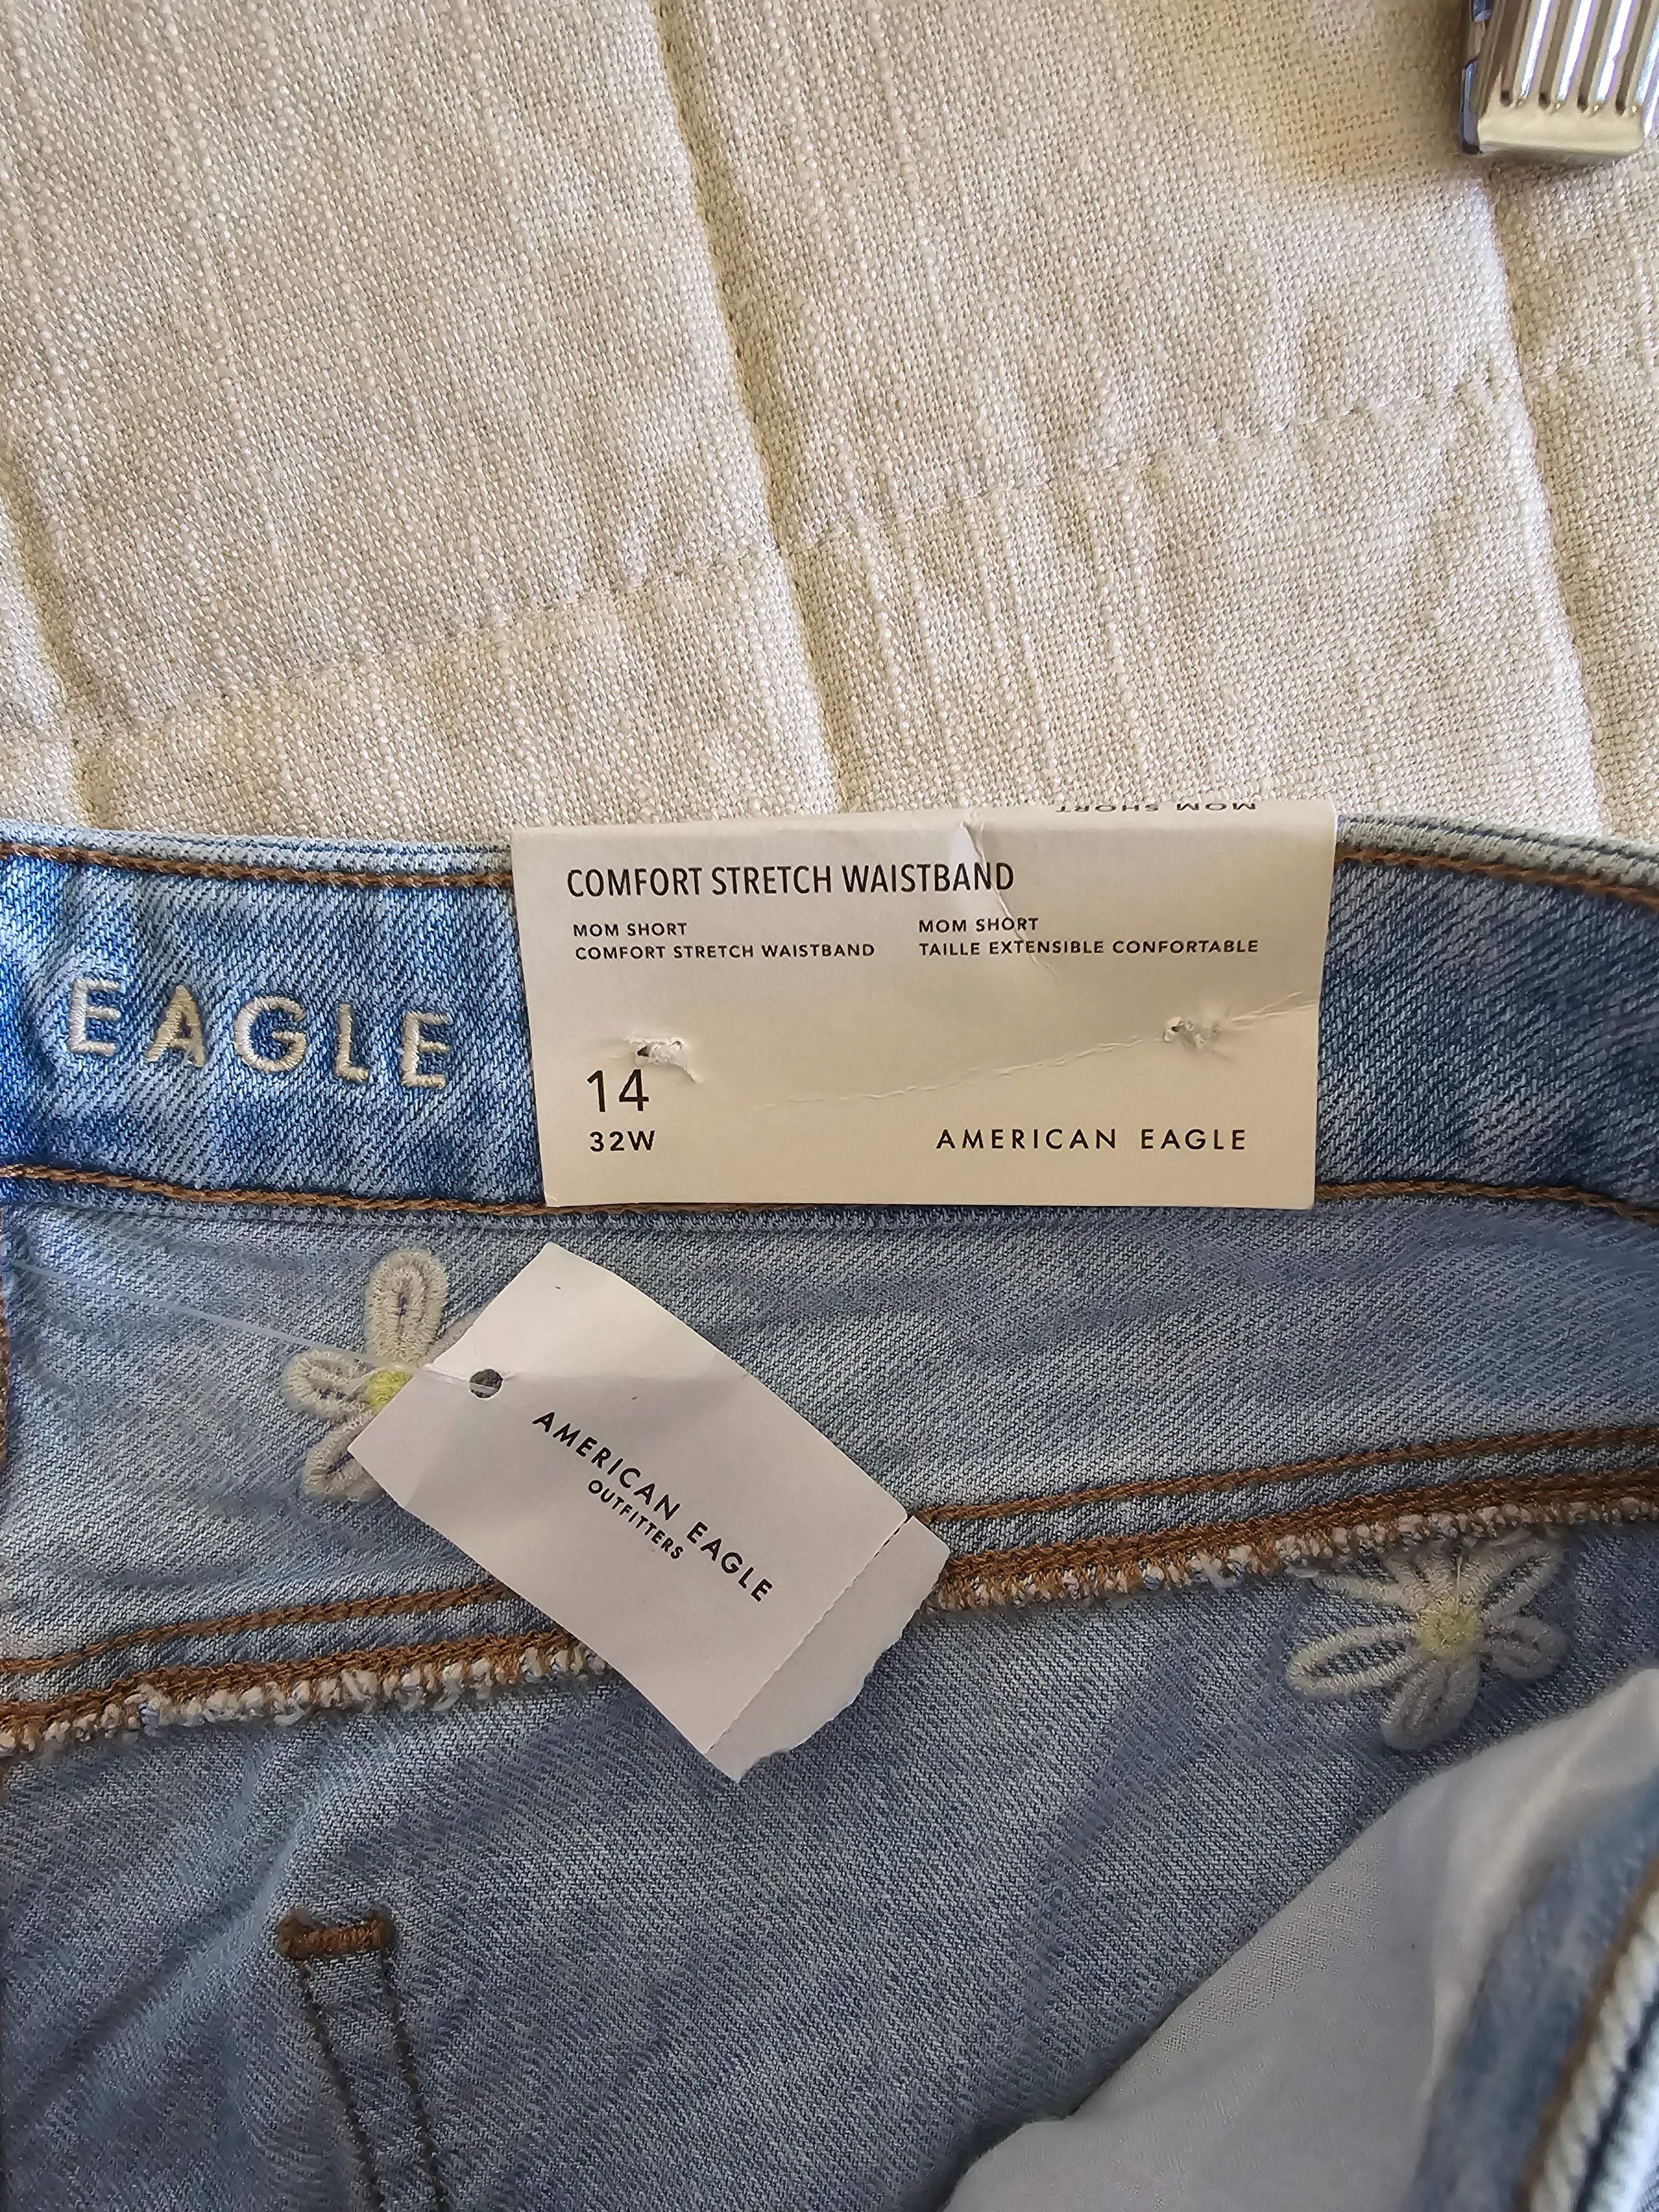 MOM SHORT
COMFORT STRETCH WAISTBAND
MOM SHORT
COMFORT STRETCH WAISTBAND
MOM SHORT
TAILLE EXTENSIBLE CONFORTABLE
EAGLE
14
32W
AMERICAN EAGLE
AMERICAN EAGLE
OUTFITTERS